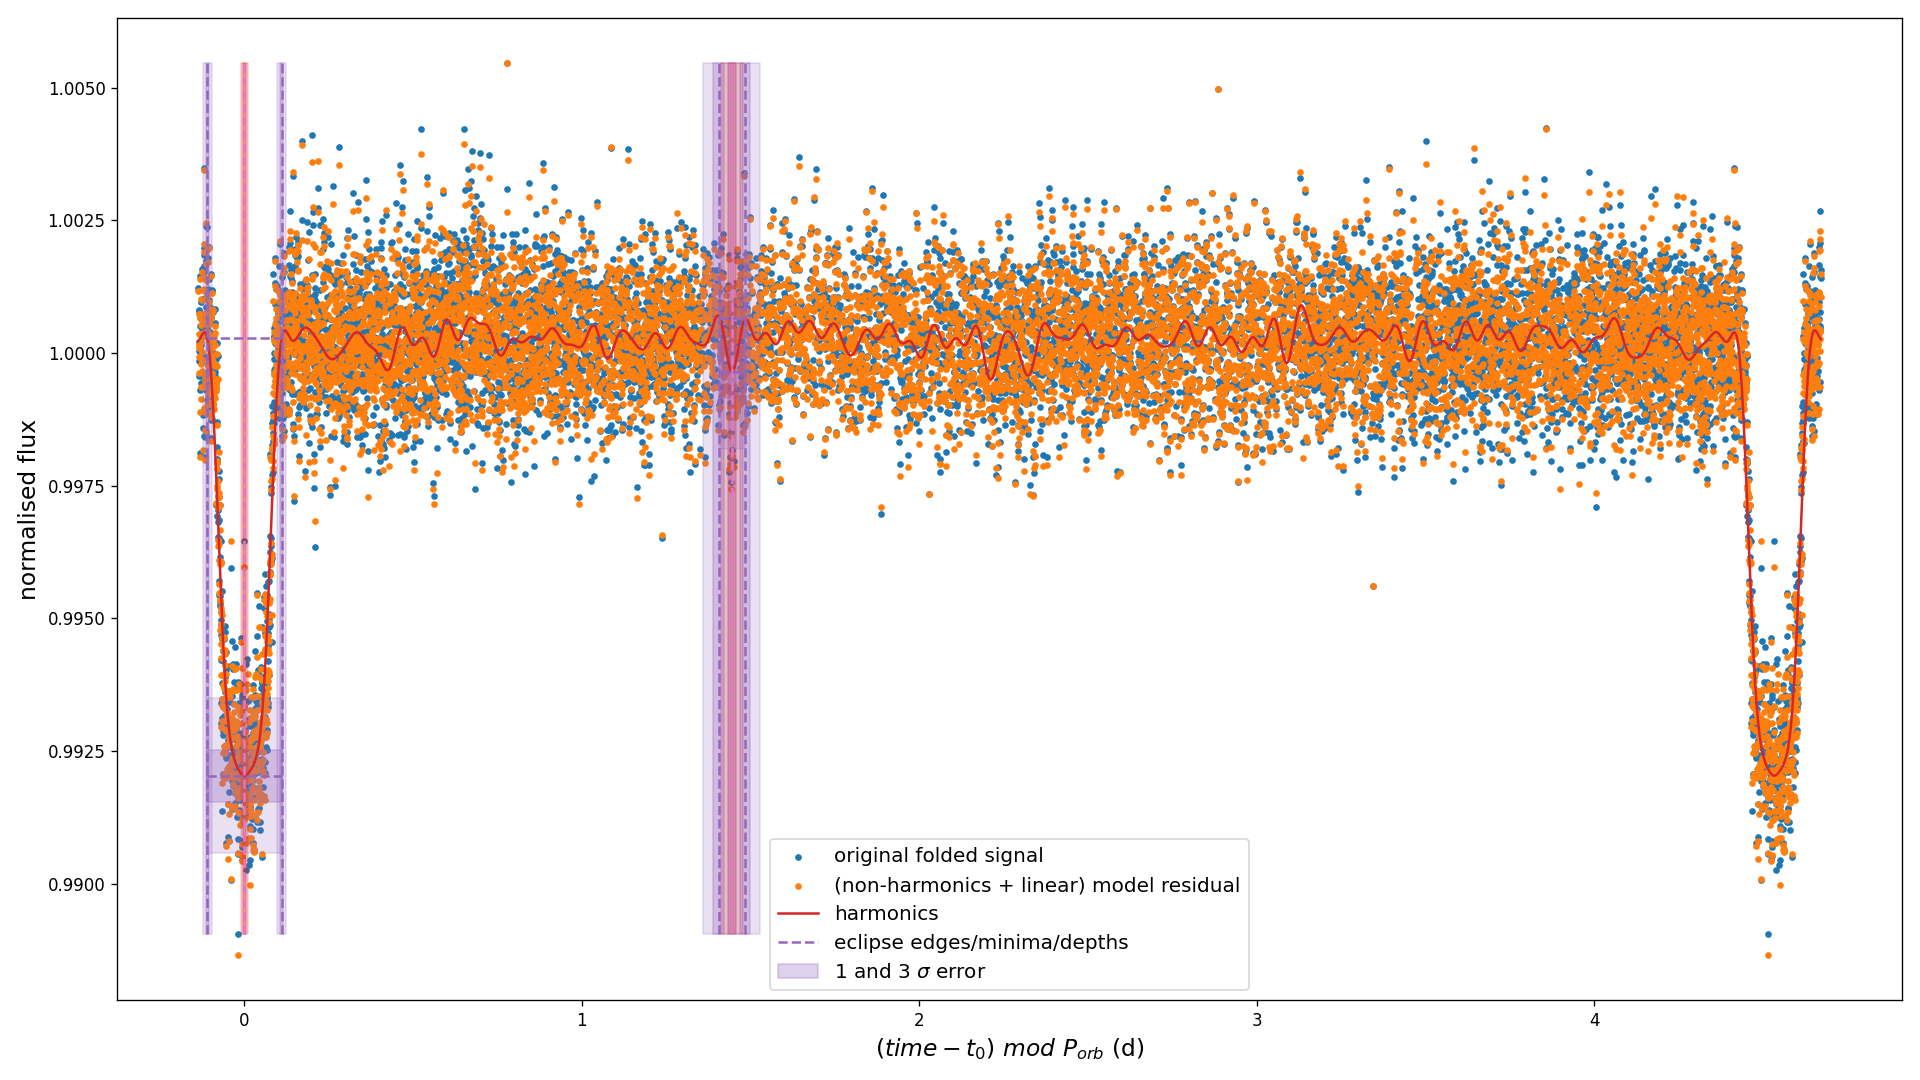 1.0050
1.0025
1.0000
0.9975
0.9950
0.9925
0.9900
normalised flux
original folded signal
(non-harmonics + linear) model residual
harmonics
eclipse edges/minima/depths
1 and 3 σ error
0 1 2 3 4
(time − t₀) mod Pₒᵣb (d)